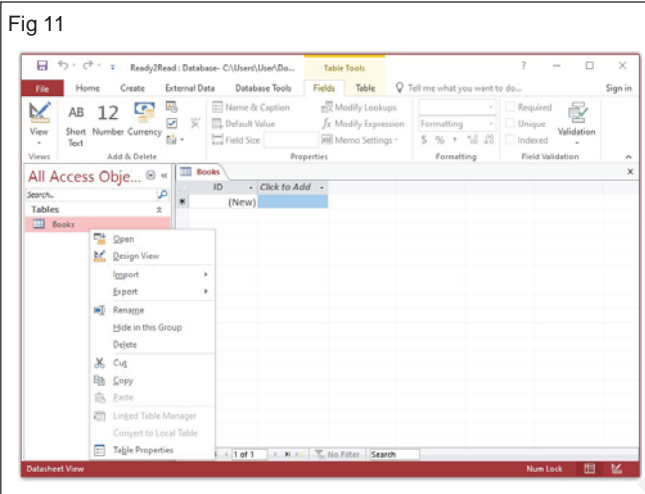 Fig 11
Ready2Read : Database- C:\Users\User\Do... Table Tools ?
File Home Create External Data Database Tools Fields Table Tell me what you want to do... Sign in
View AB Short Text 12 Number Currency
Name & Caption Modify Lookups Required
Default Value fx Modify Expression Formatting Unique Validation
Field Size ab Memo Settings $ % Indexed
Views Add & Delete Properties Formatting Field Validation
All Access Obje... « Books
Search.. ID Click to Add
Tables (New)
Books
Open
Design View
Import
Export
Rename
Hide in this Group
Delete
Cut
Copy
Paste
Linked Table Manager
Convert to Local Table
Table Properties 1 of 1 No Filter Search
Datasheet View Num Lock